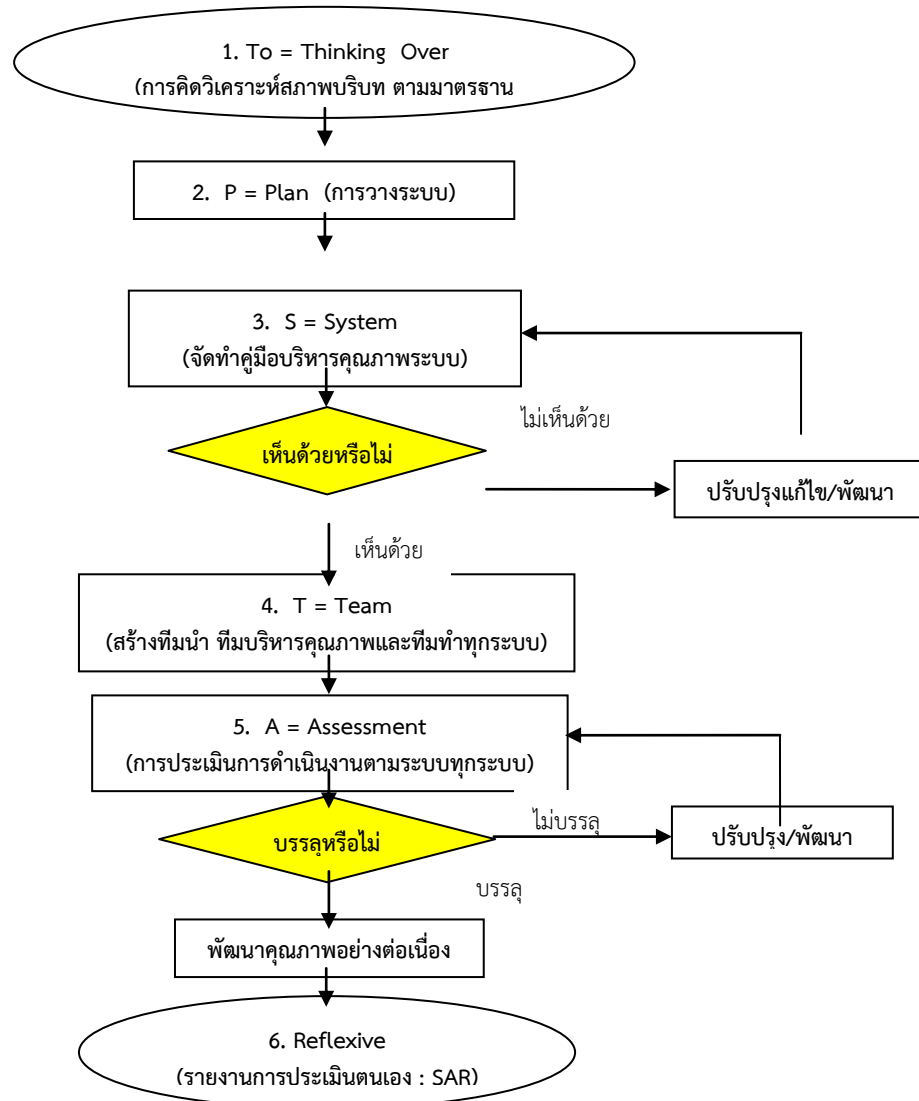 1. To = Thinking Over
(การคิดวิเคราะห์สภาพบริบท ตามมาตรฐาน
2. P = Plan (การวางระบบ)
3. S = System
(จัดทำคู่มือบริหารคุณภาพระบบ)
ไม่เห็นด้วย
เห็นด้วยหรือไม่
ปรับปรุงแก้ไข/พัฒนา
เห็นด้วย
4. T = Team
(สร้างทีมนำ ทีมบริหารคุณภาพและทีมทำทุกระบบ)
5. A = Assessment
(การประเมินการดำเนินงานตามระบบทุกระบบ)
ไม่บรรลุ
บรรลุหรือไม่
ปรับปรุง/พัฒนา
บรรลุ
พัฒนาคุณภาพอย่างต่อเนื่อง
6. Reflexive
(รายงานการประเมินตนเอง : SAR)